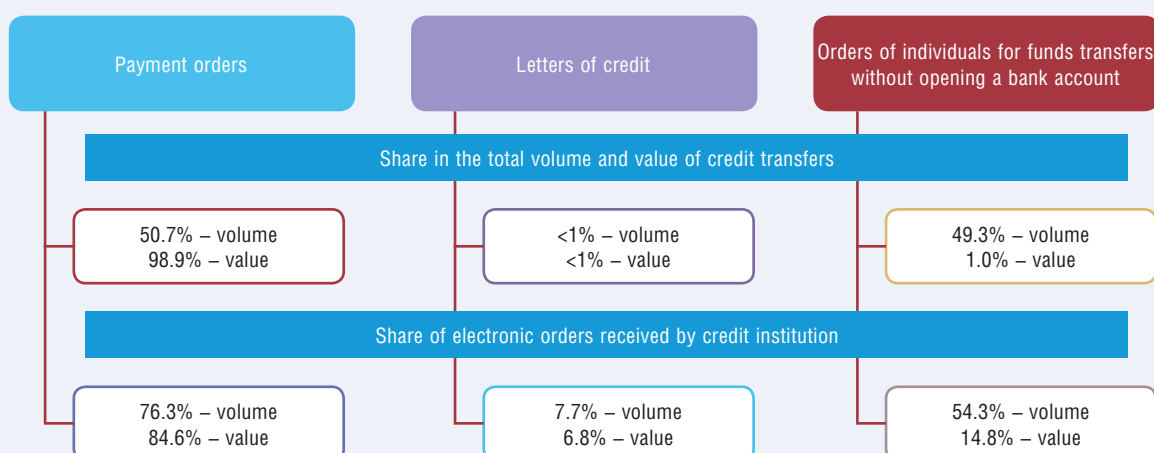 Payment orders
Letters of credit
Orders of individuals for funds transfers
without opening a bank account
Share in the total volume and value of credit transfers
50.7% – volume
98.9% – value
<1% – volume
<1% – value
49.3% – volume
1.0% – value
Share of electronic orders received by credit institution
76.3% – volume
84.6% – value
7.7% – volume
6.8% – value
54.3% – volume
14.8% – value